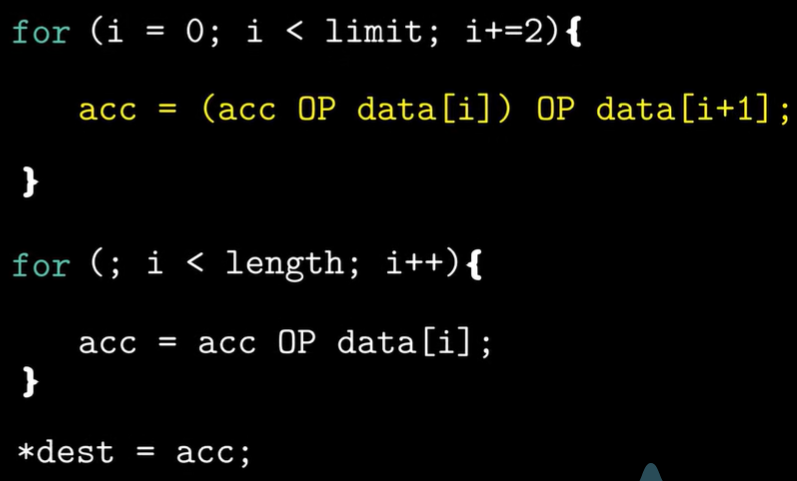 for (i = 0; i < limit; i+=2){
acc = (acc OP data[i]) OP data[i+1];
}
for (; i < length; i++){
acc = acc OP data[i];
}
*dest = acc;